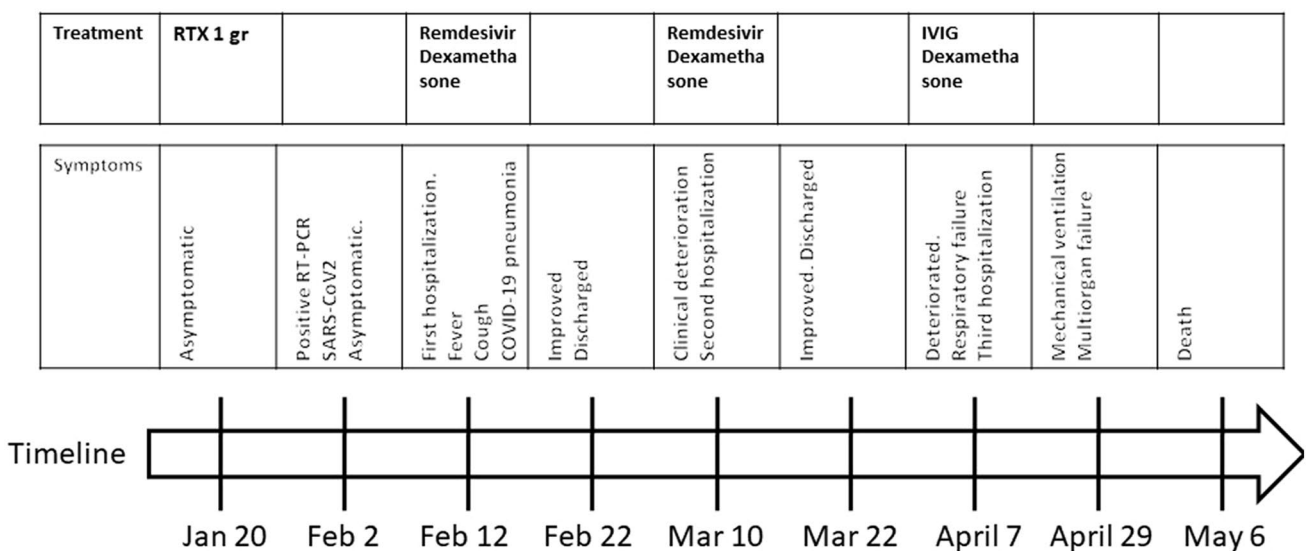 Treatment
RTX 1 gr
Remdesivir
Dexametha
sone
Remdesivir
Dexametha
sone
IVIG
Dexametha
sone
Symptoms
Asymptomatic
Positive RT-PCR
SARS-CoV2
Asymptomatic.
First hospitalization.
Fever
Cough
COVID-19 pneumonia
Improved
Discharged
Clinical deterioration
Second hospitalization
Improved. Discharged
Deteriorated.
Respiratory failure
Third hospitalization
Mechanical ventilation
Multiorgan failure
Death
Timeline
Jan 20
Feb 2
Feb 12
Feb 22
Mar 10
Mar 22
April 7
April 29
May 6